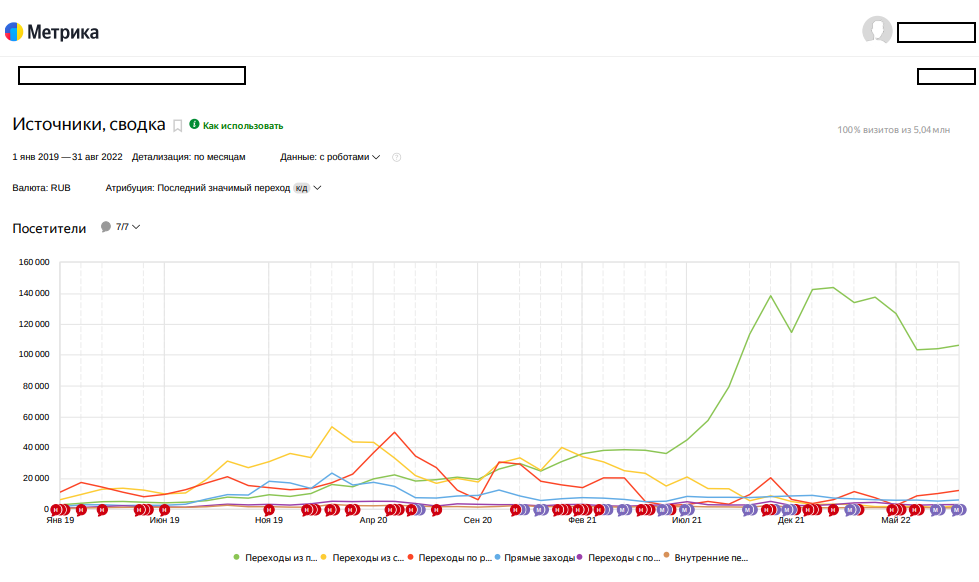 Метрика
Источники, сводка
Как использовать
100% визитов из 5,04 млн
1 янв 2019 — 31 авг 2022 Детализация: по месяцам Данные: с роботами
Валюта: RUB Атрибуция: Последний значимый переход к/д
Посетители 7/7
160 000
140 000
120 000
100 000
80 000
60 000
40 000
20 000
0
Янв 19 Июн 19 Ноя 19 Апр 20 Сен 20 Фев 21 Июл 21 Дек 21 Май 22
Переходы из п... Переходы из с... Переходы по р... Прямые заходы Переходы с по... Внутренние пе...